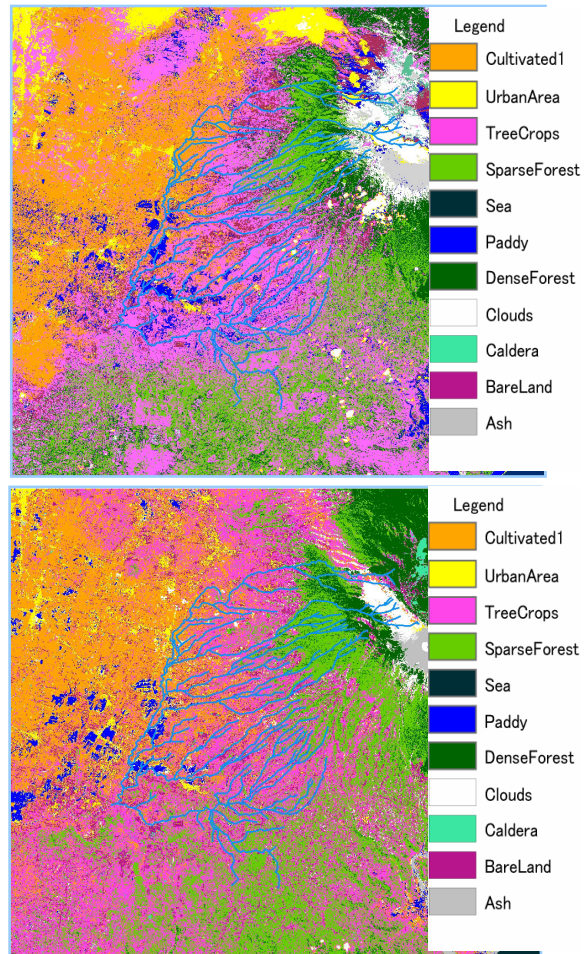 Legend
Cultivated1
UrbanArea
TreeCrops
SparseForest
Sea
Paddy
DenseForest
Clouds
Caldera
BareLand
Ash
Legend
Cultivated1
UrbanArea
TreeCrops
SparseForest
Sea
Paddy
DenseForest
Clouds
Caldera
BareLand
Ash